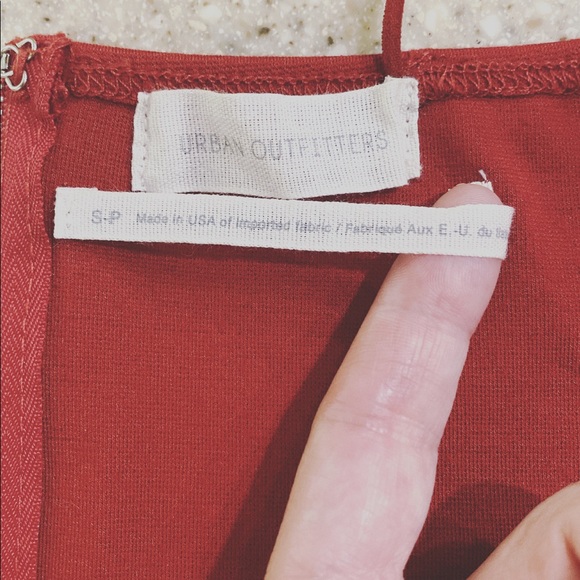 URBAN OUTFITTERS
S-P Made in USA of imported fabric / Fabriqué Aux E.-U. du